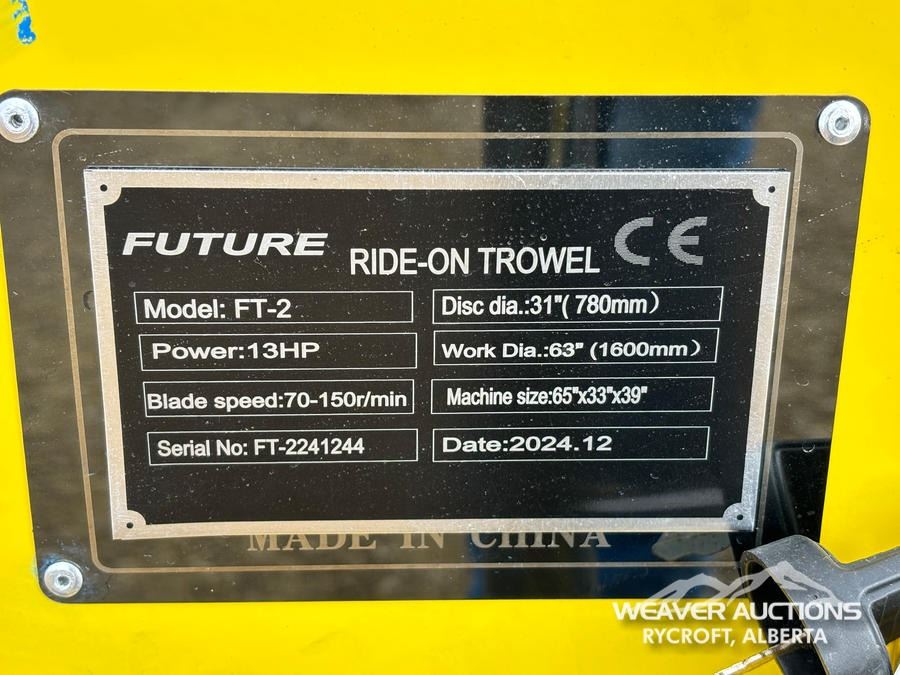 FUTURE
RIDE-ON TROWEL CE
Model: FT-2
Disc dia.:31"( 780mm)
Power:13HP
Work Dia.:63" (1600mm)
Blade speed:70-150r/min
Machine size:65"x33"x39"
Serial No: FT-2241244
Date:2024.12
MADE IN CHINA
WEAVER AUCTIONS
RYCROFT, ALBERTA